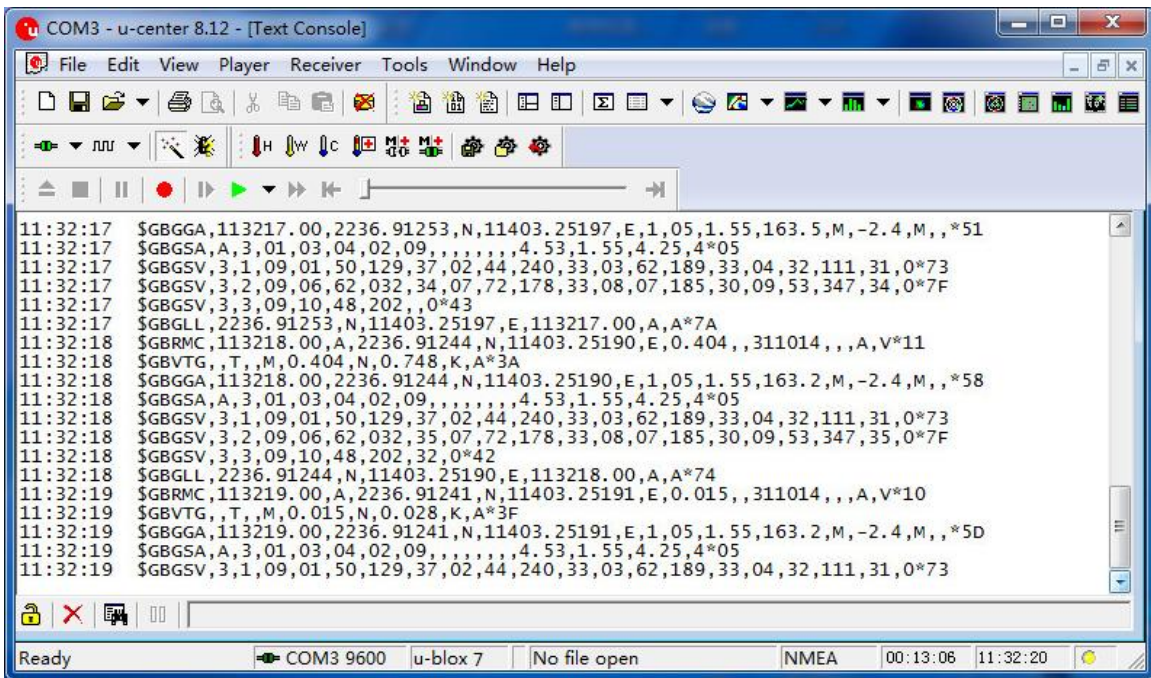 COM3 - u-center 8.12 - [Text Console]
File Edit View Player Receiver Tools Window Help
11:32:17 $GBGGA,113217.00,2236.91253,N,11403.25197,E,1,05,1.55,163.5,M,-2.4,M,,*51
11:32:17 $GBGSA,A,3,01,03,04,02,09,,,,,,,,4.53,1.55,4.25,4*05
11:32:17 $GBGSV,3,1,09,01,50,129,37,02,44,240,33,03,62,189,33,04,32,111,31,0*73
11:32:17 $GBGSV,3,2,09,06,62,032,34,07,72,178,33,08,07,185,30,09,53,347,34,0*7F
11:32:17 $GBGSV,3,3,09,10,48,202,,0*43
11:32:17 $GBGLL,2236.91253,N,11403.25197,E,113217.00,A,A*7A
11:32:18 $GBRMC,113218.00,A,2236.91244,N,11403.25190,E,0.404,,311014,,,A,V*11
11:32:18 $GBVTG,,T,,M,0.404,N,0.748,K,A*3A
11:32:18 $GBGGA,113218.00,2236.91244,N,11403.25190,E,1,05,1.55,163.2,M,-2.4,M,,*58
11:32:18 $GBGSA,A,3,01,03,04,02,09,,,,,,,,4.53,1.55,4.25,4*05
11:32:18 $GBGSV,3,1,09,01,50,129,37,02,44,240,33,03,62,189,33,04,32,111,31,0*73
11:32:18 $GBGSV,3,2,09,06,62,032,35,07,72,178,33,08,07,185,30,09,53,347,35,0*7F
11:32:18 $GBGSV,3,3,09,10,48,202,32,0*42
11:32:18 $GBGLL,2236.91244,N,11403.25190,E,113218.00,A,A*74
11:32:19 $GBRMC,113219.00,A,2236.91241,N,11403.25191,E,0.015,,311014,,,A,V*10
11:32:19 $GBVTG,,T,,M,0.015,N,0.028,K,A*3F
11:32:19 $GBGGA,113219.00,2236.91241,N,11403.25191,E,1,05,1.55,163.2,M,-2.4,M,,*5D
11:32:19 $GBGSA,A,3,01,03,04,02,09,,,,,,,,4.53,1.55,4.25,4*05
11:32:19 $GBGSV,3,1,09,01,50,129,37,02,44,240,33,03,62,189,33,04,32,111,31,0*73
Ready COM3 9600 u-blox 7 No file open NMEA 00:13:06 11:32:20